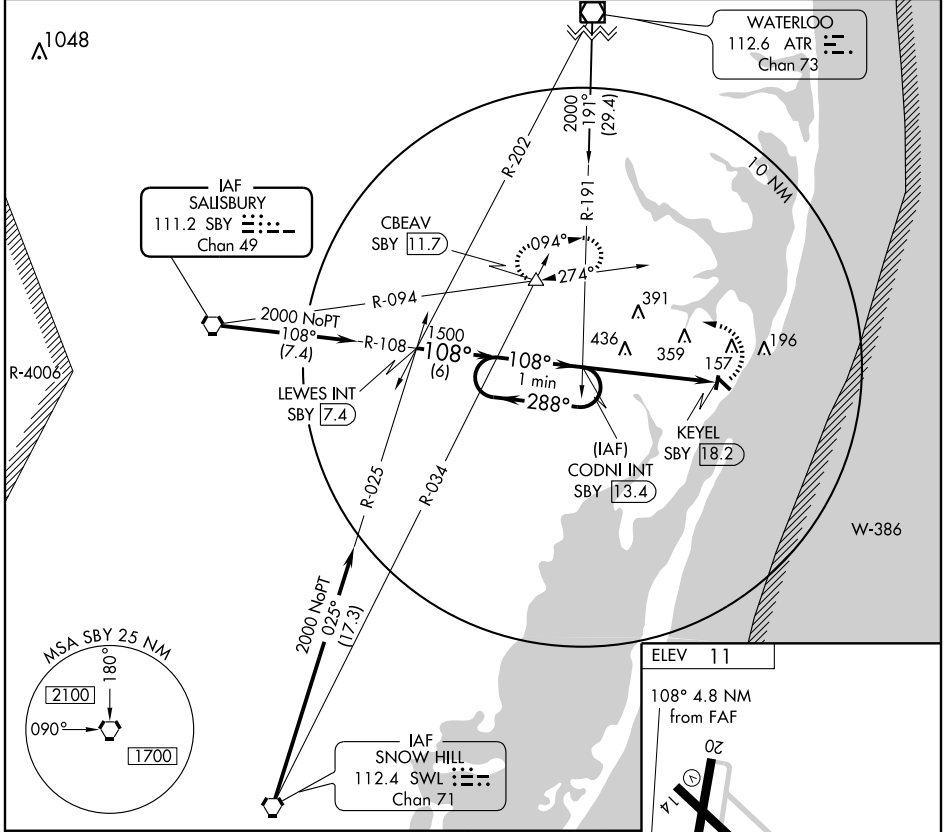 1048
WATERLOO
112.6 ATR
Chan 73
2000
191°
(29.4)
R-202
R-191
10 NM
IAF
SALISBURY
111.2 SBY
Chan 49
CBEAV
SBY 11.7
094°
274°
R-094
2000 NoPT
108°
(7.4)
R-108
1500
108°
(6)
108°
1 min
288°
391
436
359
157
196
R-4006
LEWES INT
SBY 7.4
KEYEL
SBY 18.2
(IAF)
CODNI INT
SBY 13.4
R-025
R-034
W-386
2000 NoPT
025°
(17.3)
MSA SBY 25 NM
180°
2100
090°
1700
IAF
SNOW HILL
112.4 SWL
Chan 71
ELEV 11
108° 4.8 NM
from FAF
20
V
14